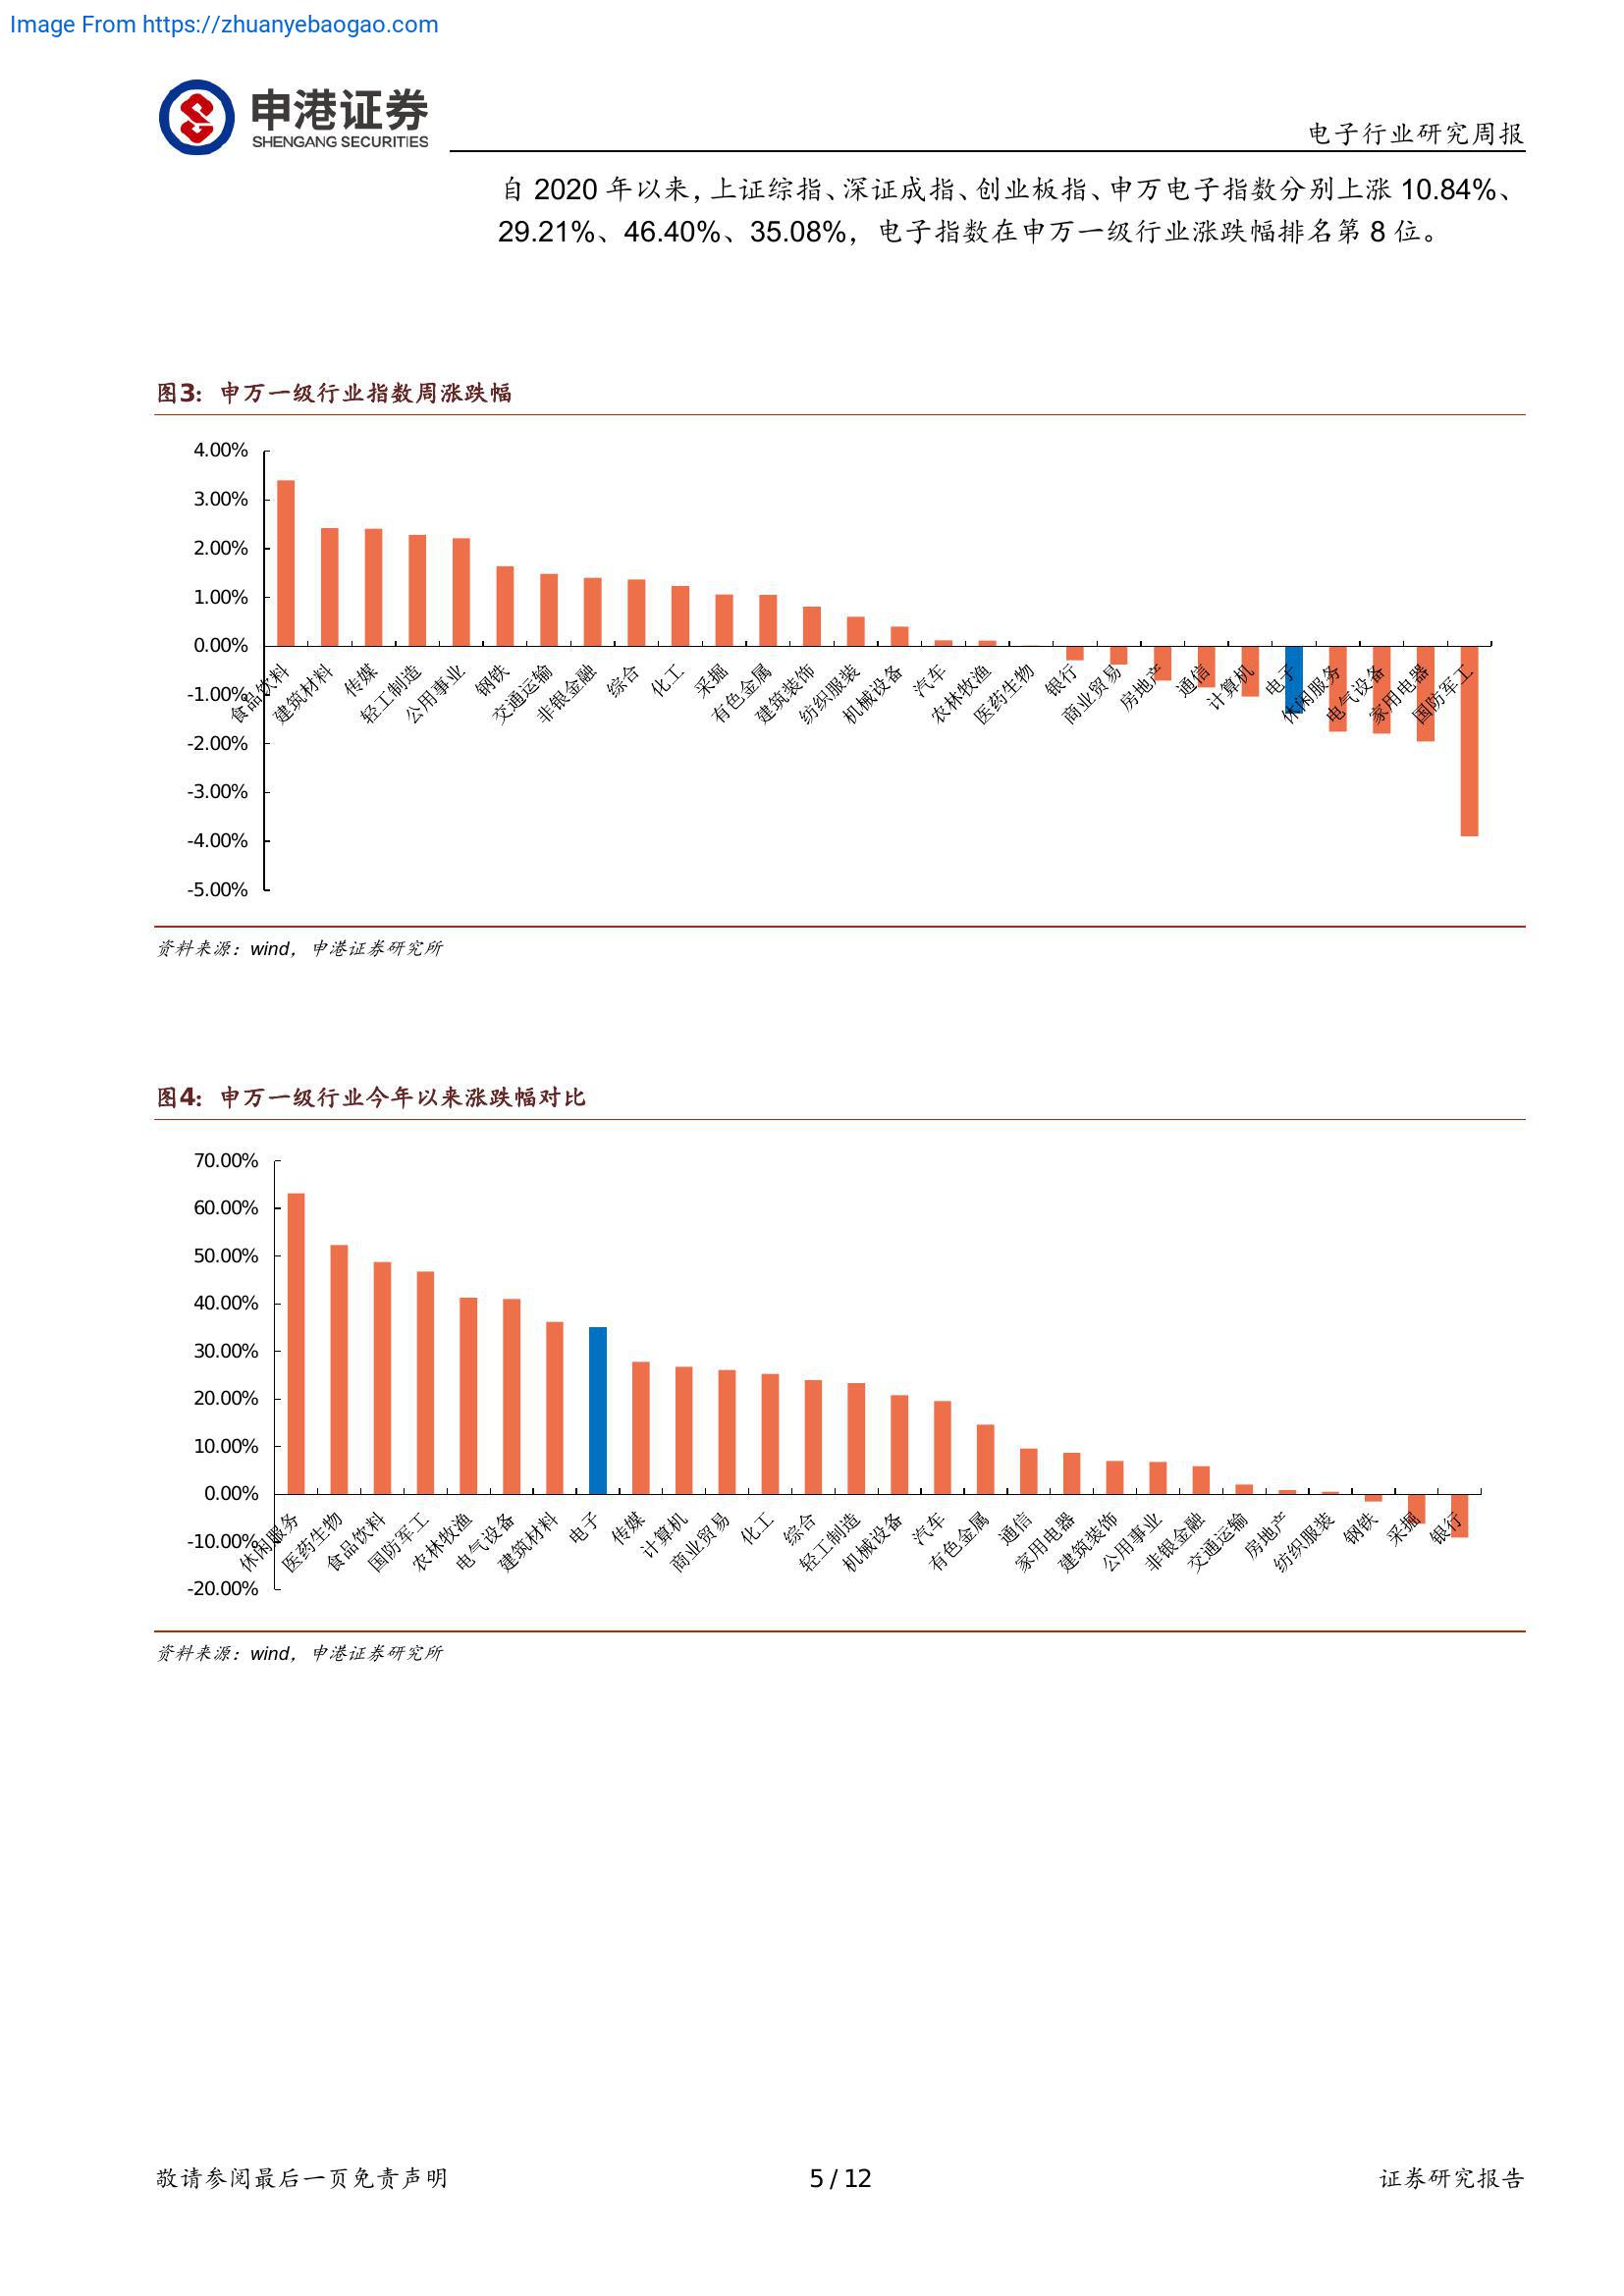 Image From https://zhuanyebaogao.com
申港证券
SHENGANG SECURITIES
电子行业研究周报
自 2020 年以来，上证综指、深证成指、创业板指、申万电子指数分别上涨 10.84%、
29.21%、46.40%、35.08%，电子指数在申万一级行业涨跌幅排名第 8 位。
图3：申万一级行业指数周涨跌幅
4.00%
3.00%
2.00%
1.00%
0.00%
-1.00%
-2.00%
-3.00%
-4.00%
-5.00%
食品饮料
建筑材料
传媒
轻工制造
公用事业
钢铁
交通运输
非银金融
综合
化工
采掘
有色金属
建筑装饰
纺织服装
机械设备
汽车
农林牧渔
医药生物
银行
商业贸易
房地产
通信
计算机
电子
休闲服务
电气设备
家用电器
国防军工
资料来源：wind，申港证券研究所
图4：申万一级行业今年以来涨跌幅对比
70.00%
60.00%
50.00%
40.00%
30.00%
20.00%
10.00%
0.00%
-10.00%
-20.00%
休闲服务
医药生物
食品饮料
国防军工
农林牧渔
电气设备
建筑材料
电子
传媒
计算机
商业贸易
化工
综合
轻工制造
机械设备
汽车
有色金属
通信
家用电器
建筑装饰
公用事业
非银金融
交通运输
房地产
纺织服装
钢铁
采掘
银行
资料来源：wind，申港证券研究所
敬请参阅最后一页免责声明
5 / 12
证券研究报告